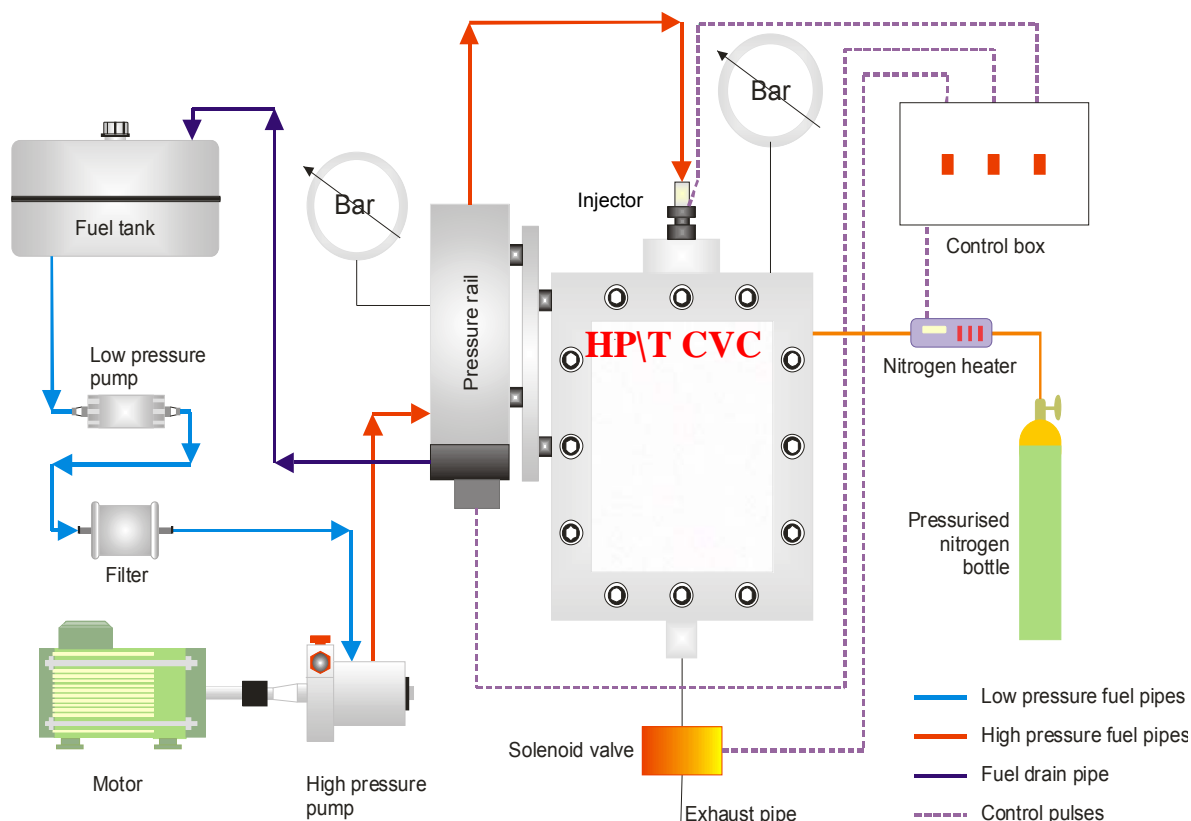 Bar
Bar
Injector
Fuel tank
Control box
Pressure rail
HP\T CVC
Low pressure
pump
Nitrogen heater
Pressurised
nitrogen
bottle
Filter
Low pressure fuel pipes
High pressure fuel pipes
Solenoid valve
Motor
High pressure
pump
Fuel drain pipe
Exhaust pipe
Control pulses